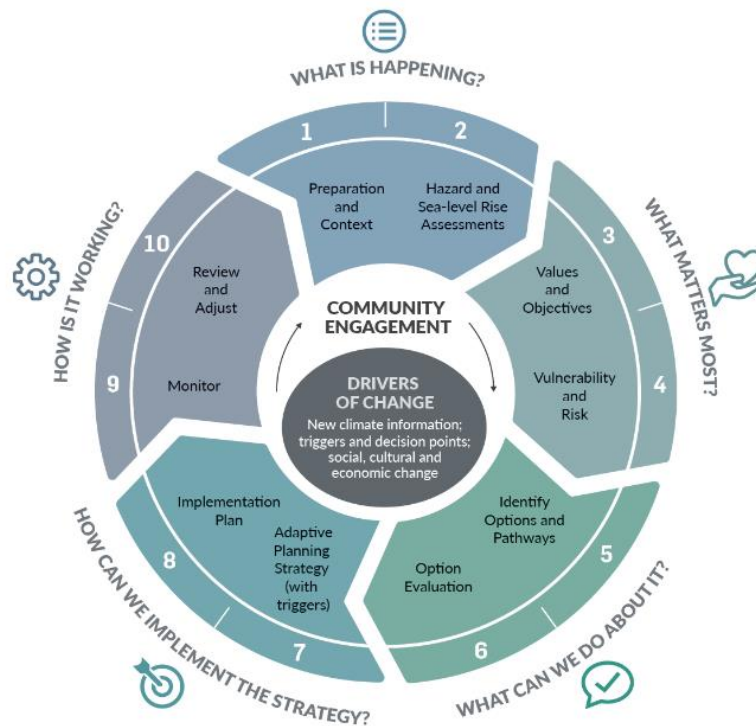 WHAT IS HAPPENING?
1
2
Preparation
and
Context
Hazard and
Sea-level Rise
Assessments
WHAT MATTERS MOST?
3
4
Values
and
Objectives
Vulnerability
and
Risk
WHAT CAN WE DO ABOUT IT?
5
6
Identify
Options and
Pathways
Option
Evaluation
HOW CAN WE IMPLEMENT THE STRATEGY?
7
8
Adaptive
Planning
Strategy
(with
triggers)
Implementation
Plan
HOW IS IT WORKING?
9
10
Monitor
Review
and
Adjust
COMMUNITY
ENGAGEMENT
DRIVERS
OF CHANGE
New climate information;
triggers and decision points;
social, cultural and
economic change